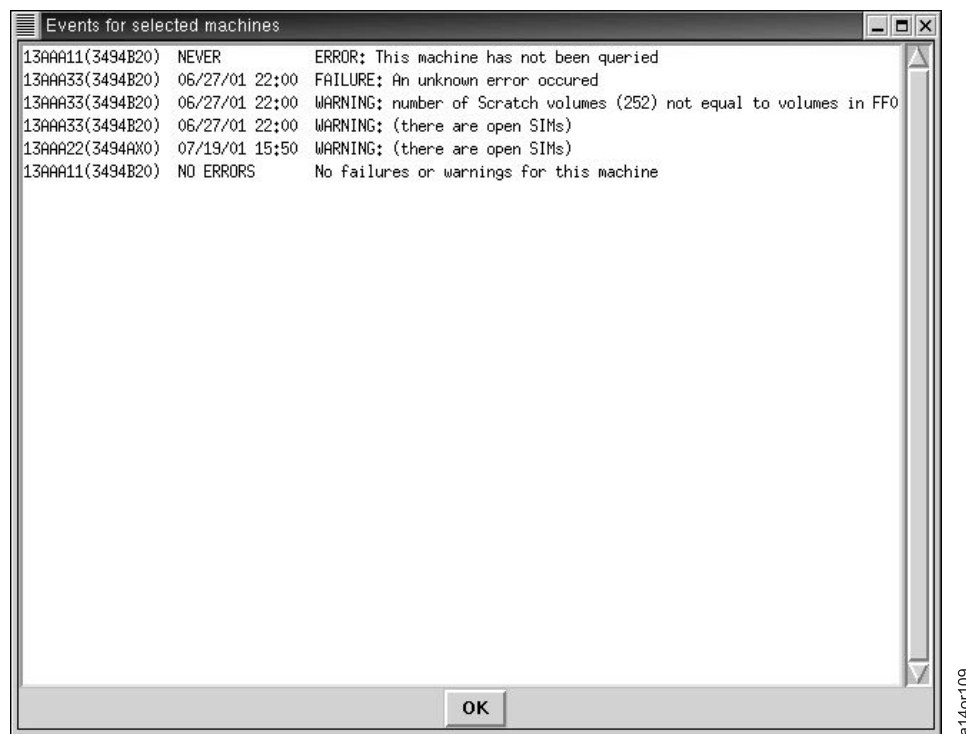 Events for selected machines
13AAA11(3494B20) NEVER ERROR: This machine has not been queried
13AAA33(3494B20) 06/27/01 22:00 FAILURE: An unknown error occured
13AAA33(3494B20) 06/27/01 22:00 WARNING: number of Scratch volumes (252) not equal to volumes in FF0
13AAA33(3494B20) 06/27/01 22:00 WARNING: (there are open SIMs)
13AAA22(3494AX0) 07/19/01 15:50 WARNING: (there are open SIMs)
13AAA11(3494B20) NO ERRORS No failures or warnings for this machine
OK
a14or109